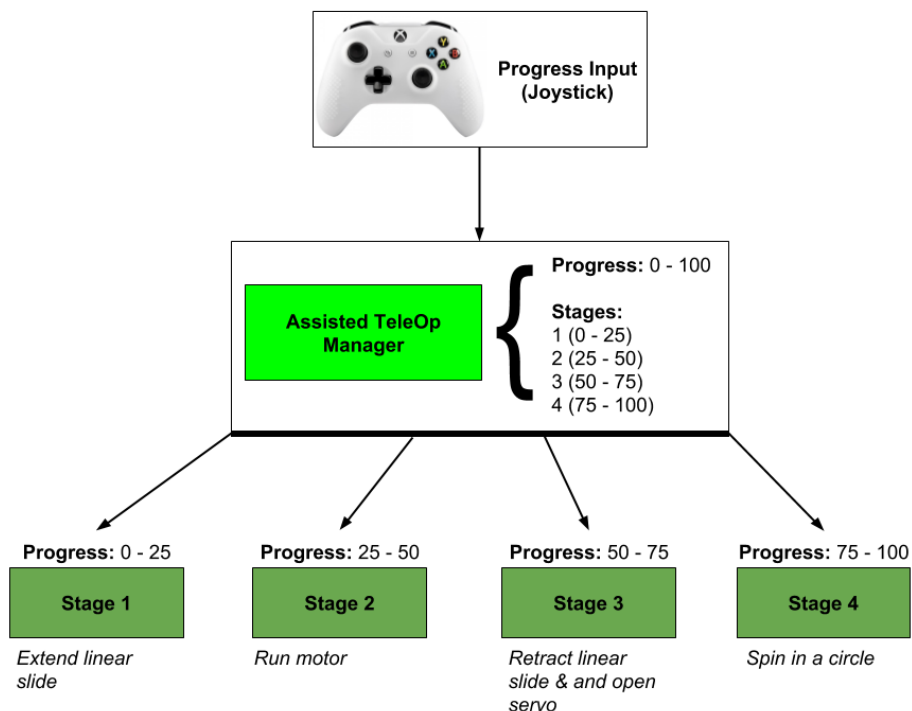 Progress Input
(Joystick)
Y
X
B
A
Progress: 0 - 100
Assisted TeleOp
Manager
Stages:
1 (0 - 25)
2 (25 - 50)
3 (50 - 75)
4 (75 - 100)
Progress: 0 - 25
Stage 1
Extend linear
slide
Progress: 25 - 50
Stage 2
Run motor
Progress: 50 - 75
Stage 3
Retract linear
slide & and open
servo
Progress: 75 - 100
Stage 4
Spin in a circle